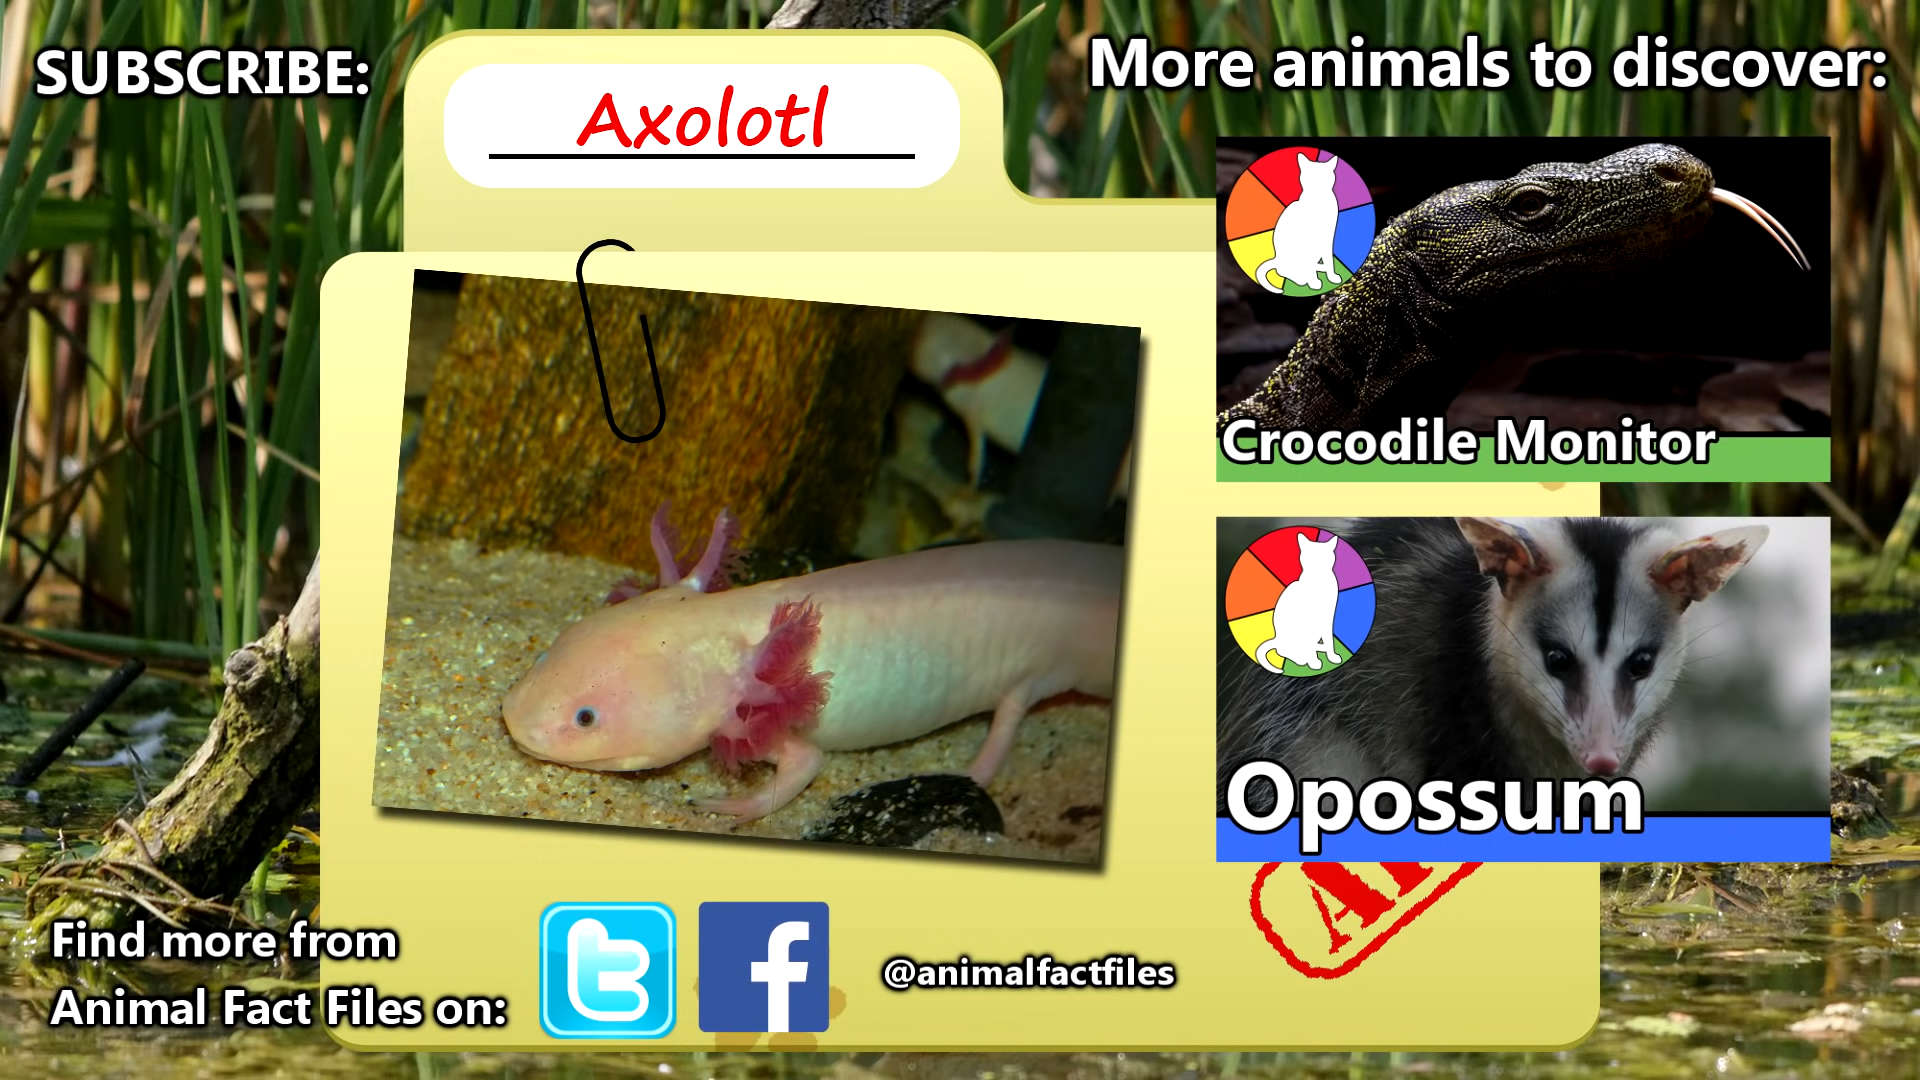 SUBSCRIBE:
Axolotl
More animals to discover:
Crocodile Monitor
Opossum
Find more from
Animal Fact Files on:
@animalfactfiles